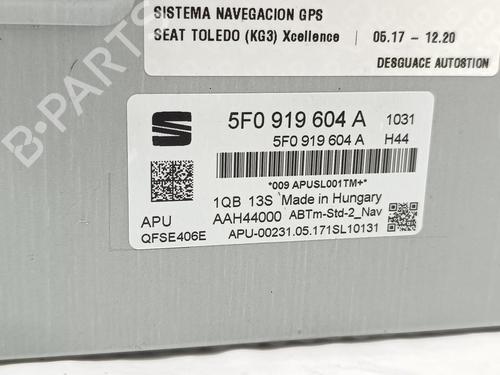 SISTEMA NAVEGACION GPS
SEAT TOLEDO (KG3) Xcellence | 05.17 - 12.20
DESGUACE AUTOSTION
5F0 919 604 A 1031
5F0 919 604 A H44
*009 APUSL001TM+*
1QB 13S Made in Hungary
APU AAH44000 ABTm-Std-2_Nav
QFSE406E APU-00231.05.171SL10131
B-PARTS